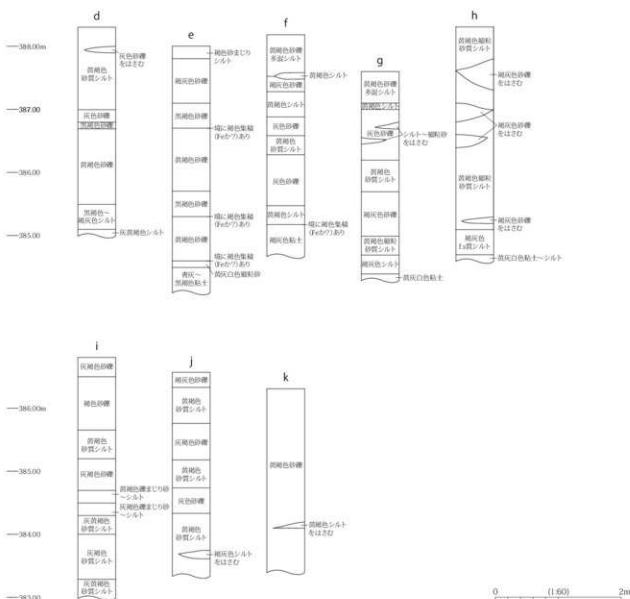 d
e
f
g
h
388.00m
387.00
386.00
385.00
灰色砂礫
をはさむ
黄褐色
砂質シルト
灰色砂礫
黒褐色砂礫
黄褐色砂礫
黒褐色～
褐灰色シルト
灰黄褐色シルト
褐色砂まじり
シルト
褐灰色砂礫
黒褐色砂礫
境に褐色集積
(Feか?)あり
黄褐色砂礫
黒褐色砂礫
境に褐色集積
(Feか?)あり
黄褐色砂礫
境に褐色集積
(Feか?)あり
黄灰白色細粒砂
青灰～
黒褐色粘土
黄褐色砂礫
多混シルト
黄褐色シルト
褐灰色砂礫
黄褐色シルト
灰色砂礫
黄褐色
砂質シルト
灰色砂礫
黄褐色シルト
境に褐色集積
(Feか?)あり
褐灰色粘土
黄褐色砂礫
多混シルト
黄褐色シルト
灰色砂礫
シルト～細粒砂
をはさむ
黄褐色
砂質シルト
褐灰色砂礫
黄褐色細粒
砂質シルト
褐灰色シルト
黄灰白色粘土
黄褐色細粒
砂質シルト
褐灰色砂礫
をはさむ
褐灰色砂礫
をはさむ
黄褐色細粒
砂質シルト
褐灰色砂礫
をはさむ
褐灰色
質シルト
黄灰白色粘土～シルト
i
j
k
386.00m
385.00
384.00
383.00
灰褐色砂礫
褐色砂礫
黄褐色
砂質シルト
灰褐色砂礫
黄褐色礫まじり砂
～シルト
灰褐色礫まじり砂
～シルト
灰黄褐色
砂質シルト
灰褐色
砂質シルト
灰黄褐色
砂質シルト
褐灰色砂礫
黄褐色
砂質シルト
灰褐色砂礫
黄褐色
砂質シルト
灰色砂礫
黄褐色
砂質シルト
褐灰色シルト
をはさむ
黄褐色砂礫
黄褐色シルト
をはさむ
0 (1:60) 2m